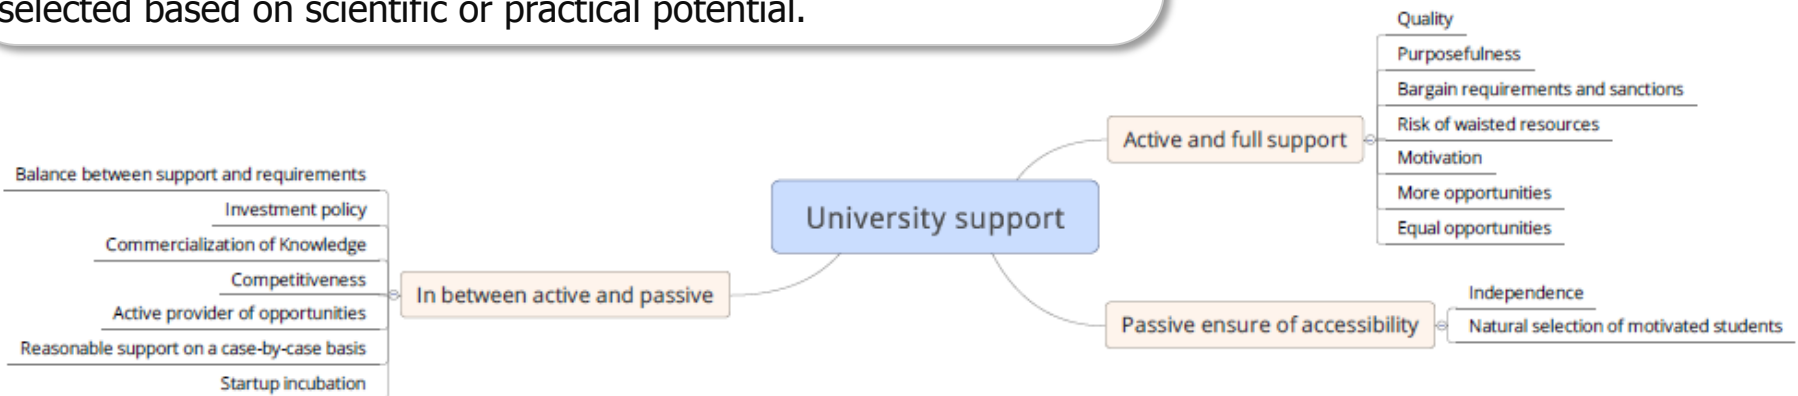 selected based on scientific or practical potential.
University support
Active and full support
Quality
Purposefulness
Bargain requirements and sanctions
Risk of waisted resources
Motivation
More opportunities
Equal opportunities
Passive ensure of accessibility
Independence
Natural selection of motivated students
In between active and passive
Balance between support and requirements
Investment policy
Commercialization of Knowledge
Competitiveness
Active provider of opportunities
Reasonable support on a case-by-case basis
Startup incubation